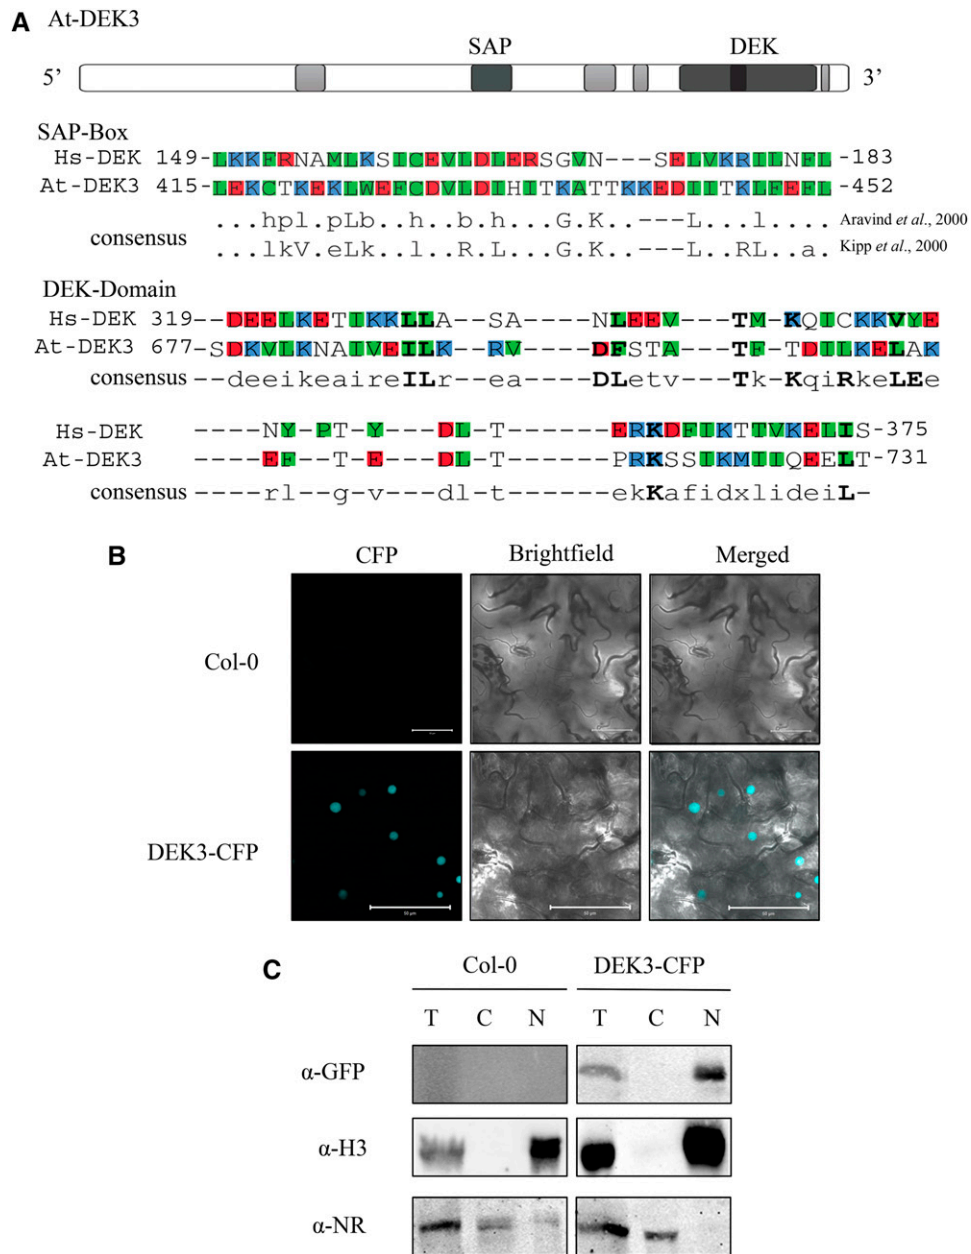 A At-DEK3
SAP DEK
5’ 3’
SAP-Box
Hs-DEK 149-LKKFRNAMLKSICEVLDLERSGVN---SELVKRILNFL-183
At-DEK3 415-LEKCTKEKLWEFCDVLDIHITKATTKKEDIITKLFEFL-452
...hpl.pLb..h..b.h...G.K..---L...l.... Aravind et al., 2000
consensus
...lkV.eLk..l..R.L...G.K..---L..RL..a. Kipp et al., 2000
DEK-Domain
Hs-DEK 319--DEELKETIKKLLA--SA----NLEEV---TM-KQICKKVYE
At-DEK3 677-SDKVLKNAIVEILK--RV----DFSTA---TF-TDILKELAK
consensus --deeikeaireILr--ea----DLetv---Tk-KqiRkeLEe
Hs-DEK ----NY-PT-Y---DL-T-----ERKDFIKTTVKELIS-375
At-DEK3 ----EF--T-E---DL-T-----PRKSSIKMIIQEELT-731
consensus ----rl--g-v---dl-t-----ekKafidxlideiL-
B CFP Brightfield Merged
Col-0
DEK3-CFP
C Col-0 DEK3-CFP
T C N T C N
α-GFP
α-H3
α-NR